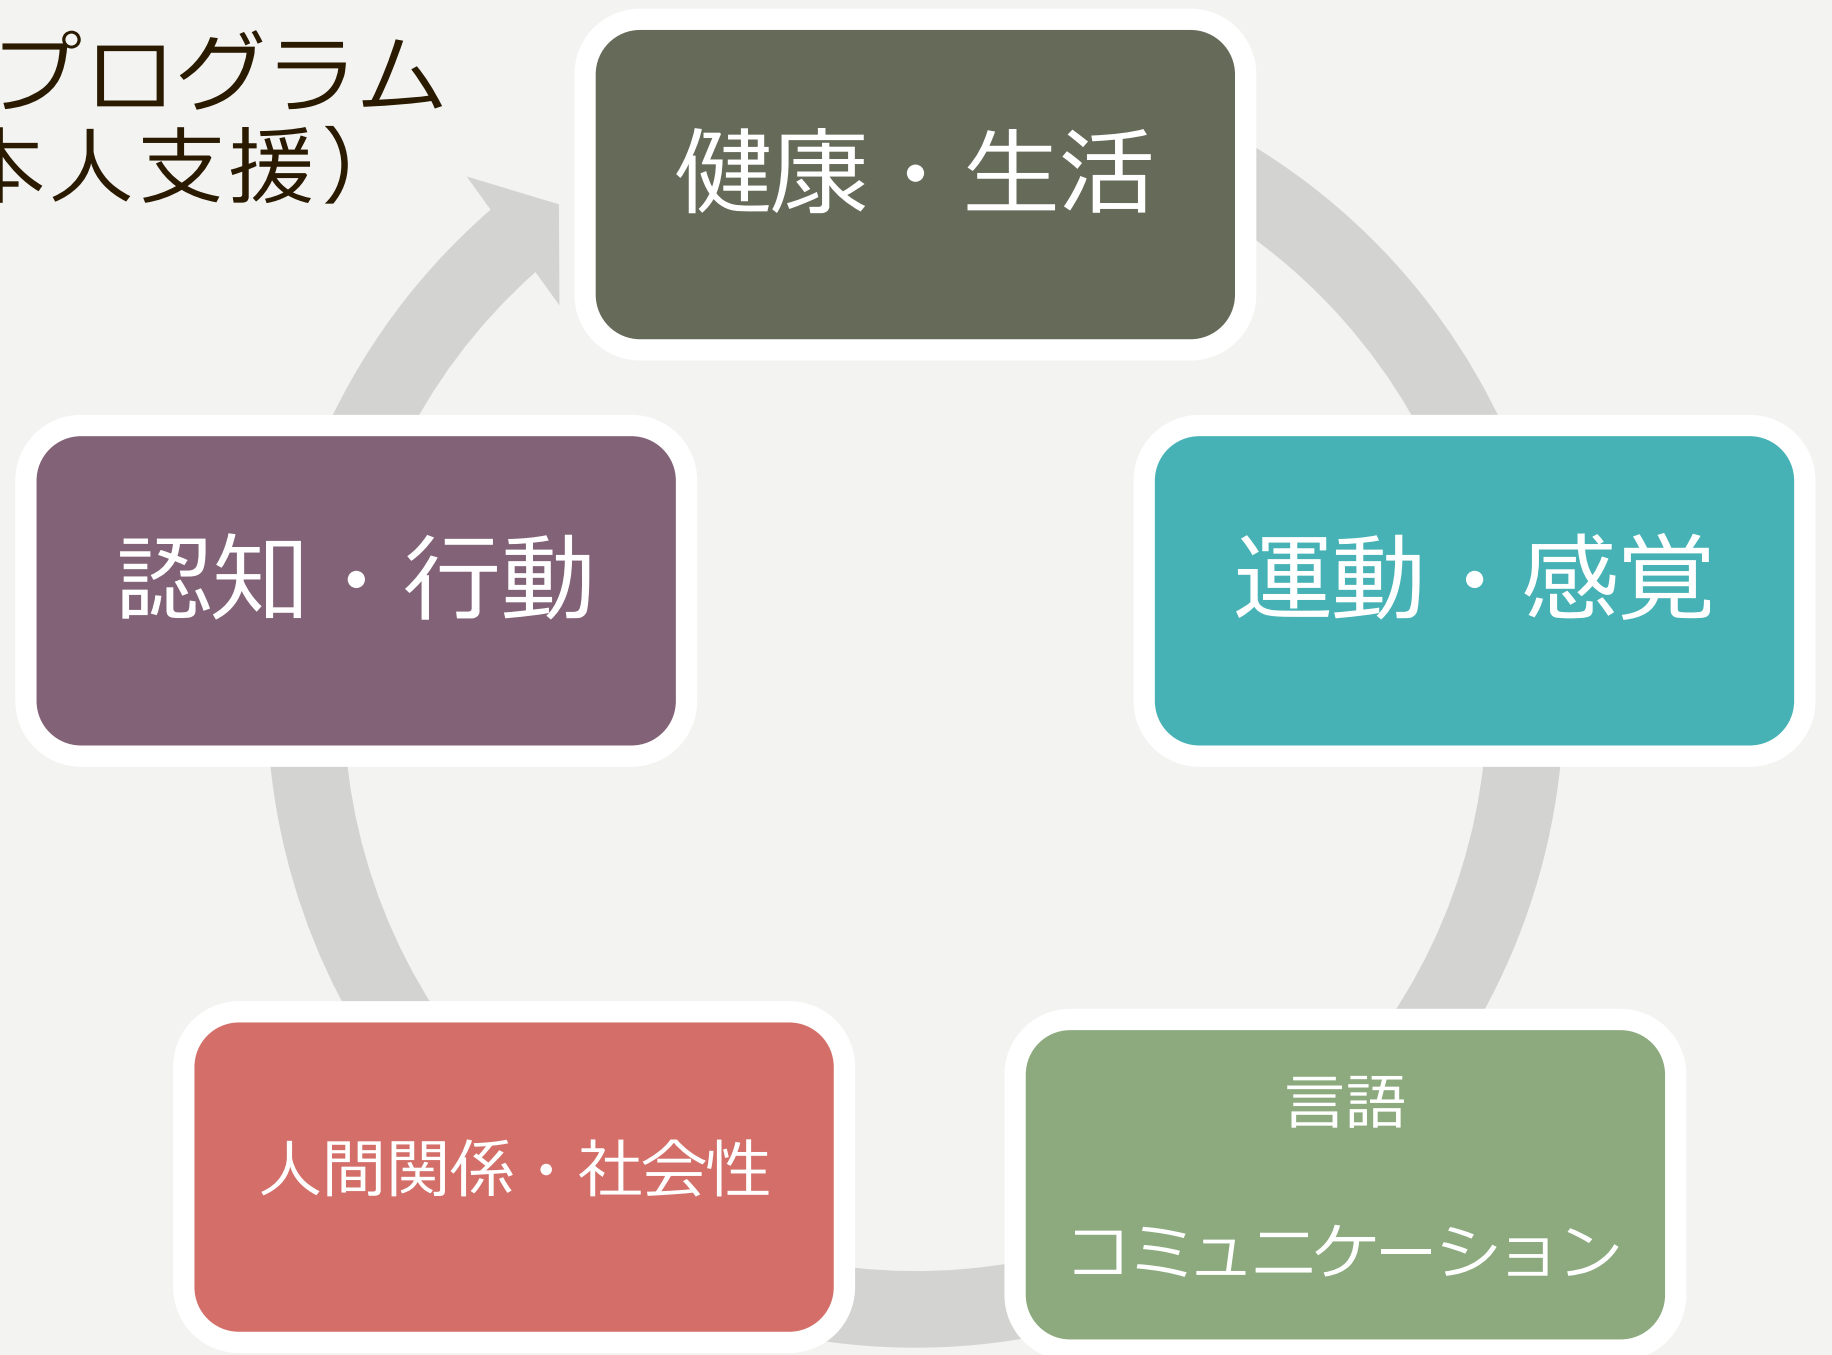 プログラム
本人支援）
健康・生活
認知・行動
運動・感覚
人間関係・社会性
言語
コミュニケーション